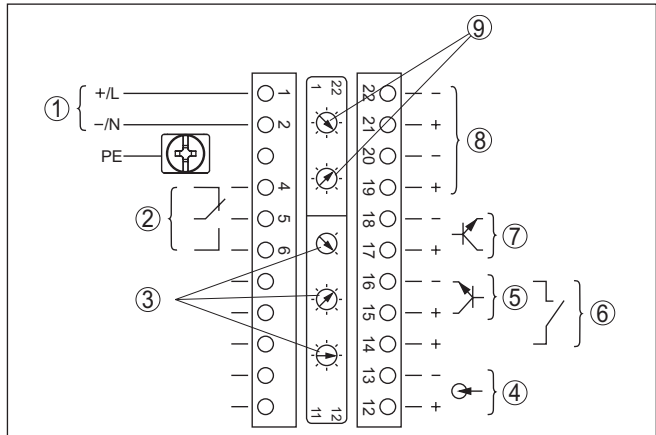 ⑨
① +/L 1 1 22 22 −
−/N 2 21 + ⑧
PE 20 −
4 19 +
② 5 18 − ⑦
6 17 +
③ 16 − ⑤ ⑥
15 +
14 +
13 − ④
11 12 12 +